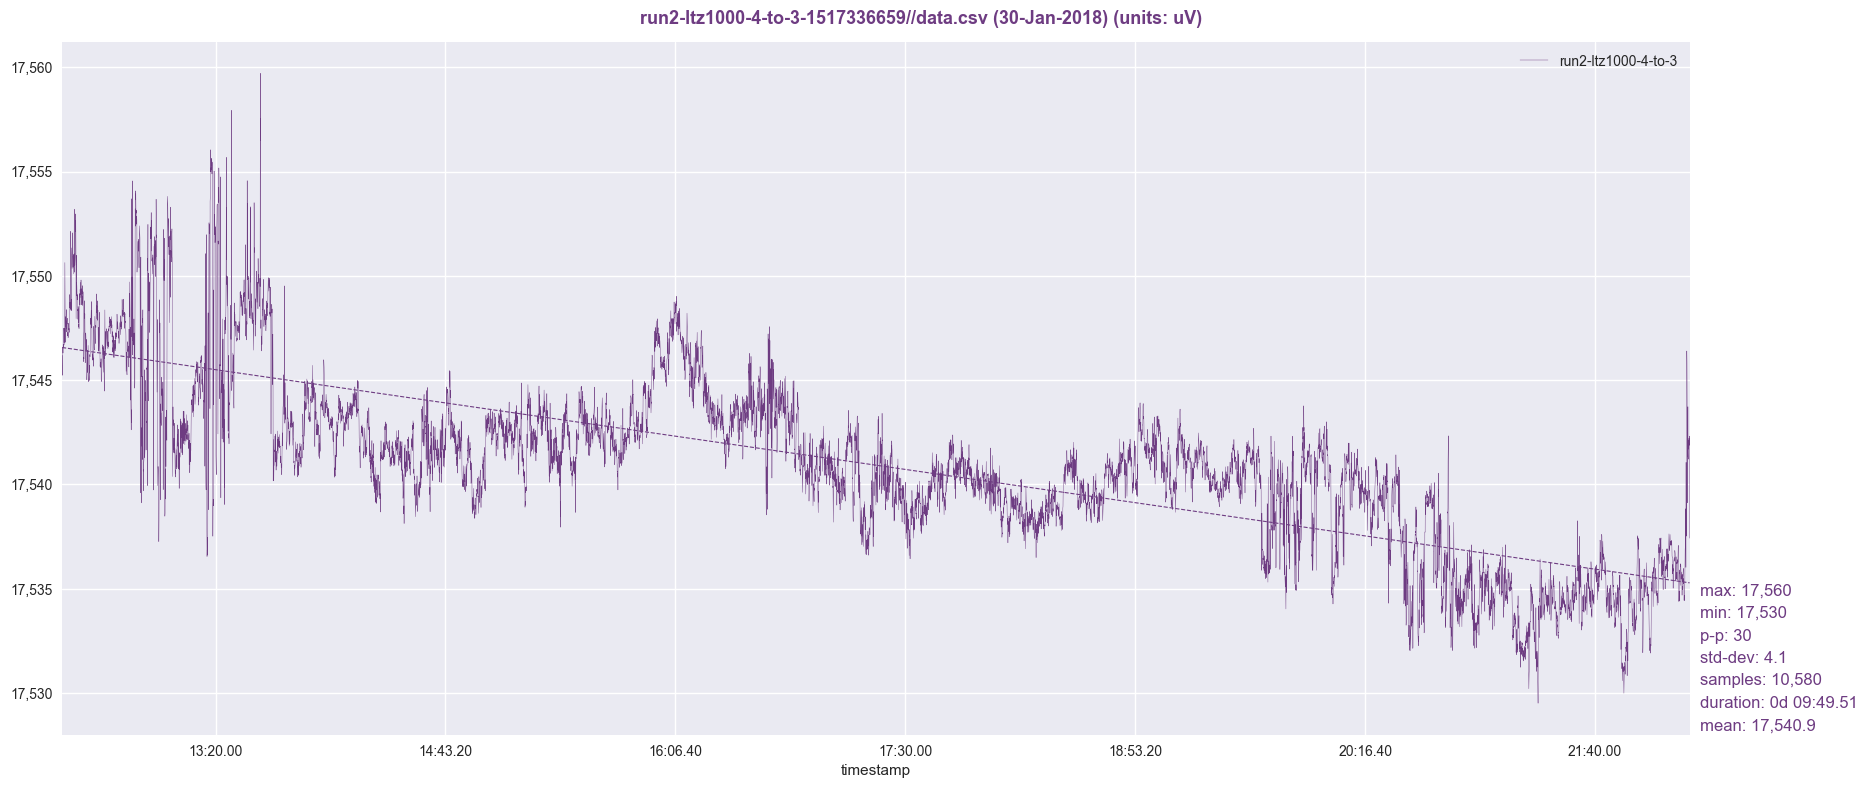 run2-ltz1000-4-to-3-1517336659//data.csv (30-Jan-2018) (units: uV)
run2-ltz1000-4-to-3
17,560
17,555
17,550
17,545
17,540
17,535
17,530
max: 17,560
min: 17,530
p-p: 30
std-dev: 4.1
samples: 10,580
duration: 0d 09:49.51
mean: 17,540.9
13:20.00 14:43.20 16:06.40 17:30.00 18:53.20 20:16.40 21:40.00
timestamp